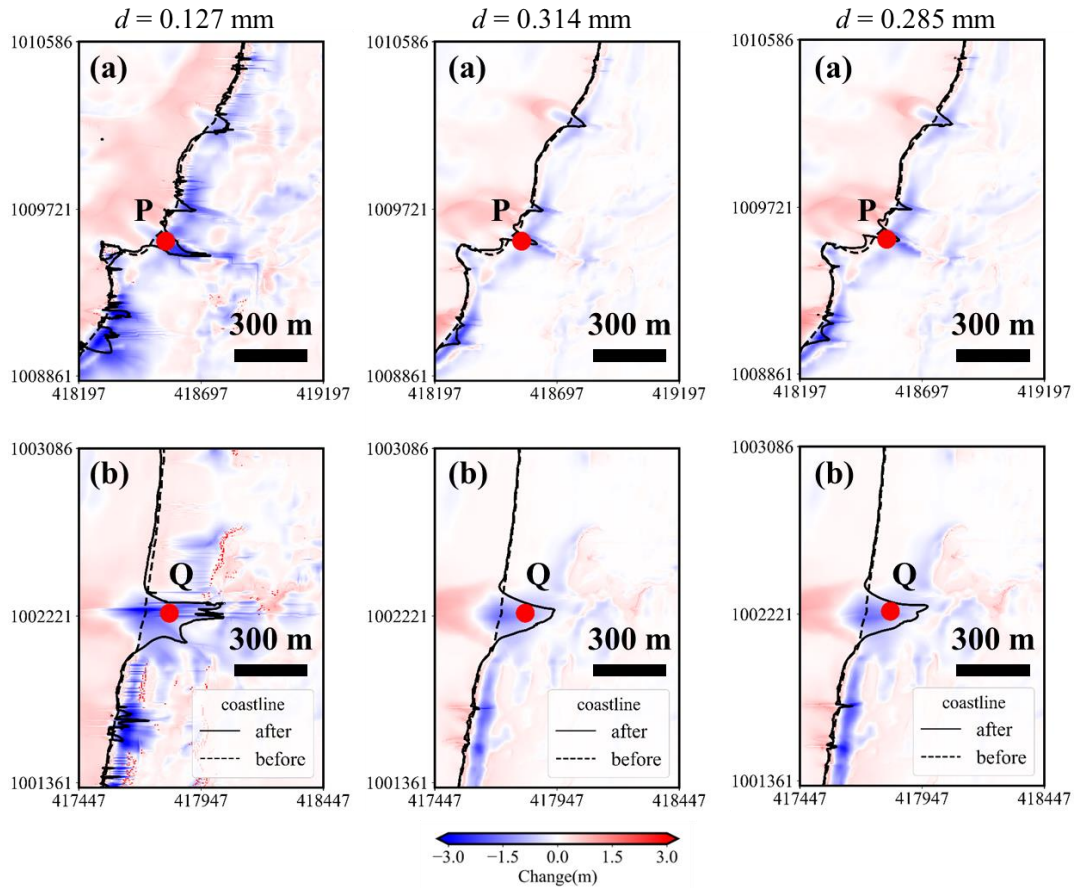 d = 0.127 mm
d = 0.314 mm
d = 0.285 mm
1010586
(a)
P
1009721
300 m
1008861
418197
418697
419197
1010586
(a)
P
1009721
300 m
1008861
418197
418697
419197
1010586
(a)
P
1009721
300 m
1008861
418197
418697
419197
1003086
(b)
Q
1002221
300 m
coastline
after
before
1001361
417447
417947
418447
1003086
(b)
Q
1002221
300 m
coastline
after
before
1001361
417447
417947
418447
1003086
(b)
Q
1002221
300 m
coastline
after
before
1001361
417447
417947
418447
−3.0 −1.5 0.0 1.5 3.0
Change(m)